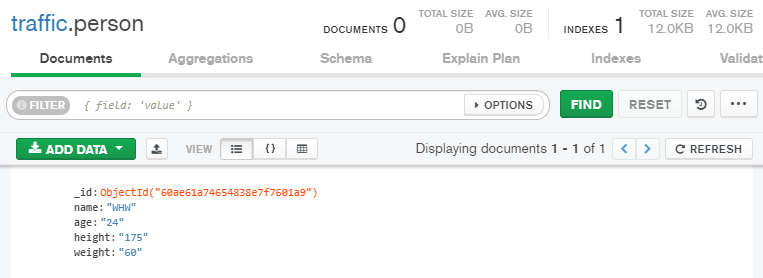 traffic.person
DOCUMENTS 0 TOTAL SIZE 0B AVG. SIZE 0B INDEXES 1 TOTAL SIZE 12.0KB AVG. SIZE 12.0KB
Documents Aggregations Schema Explain Plan Indexes Validat
FILTER { field: 'value' } OPTIONS FIND RESET
ADD DATA VIEW {} Displaying documents 1 - 1 of 1 < > REFRESH
_id: ObjectId("60ae61a74654838e7f7601a9")
name: "WHW"
age: "24"
height: "175"
weight: "60"